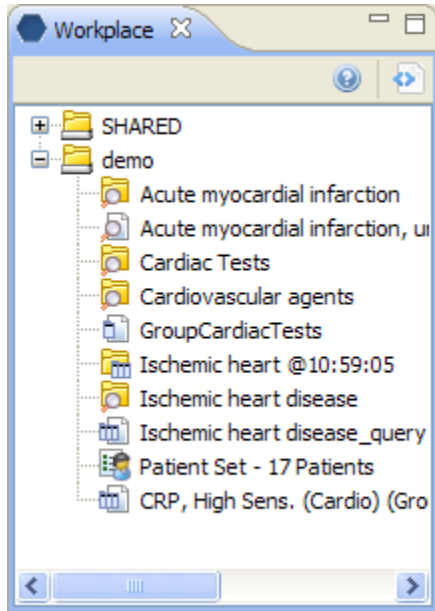 Workplace
SHARED
demo
Acute myocardial infarction
Acute myocardial infarction, u
Cardiac Tests
Cardiovascular agents
GroupCardiacTests
Ischemic heart @10:59:05
Ischemic heart disease
Ischemic heart disease_query
Patient Set - 17 Patients
CRP, High Sens. (Cardio) (Gro